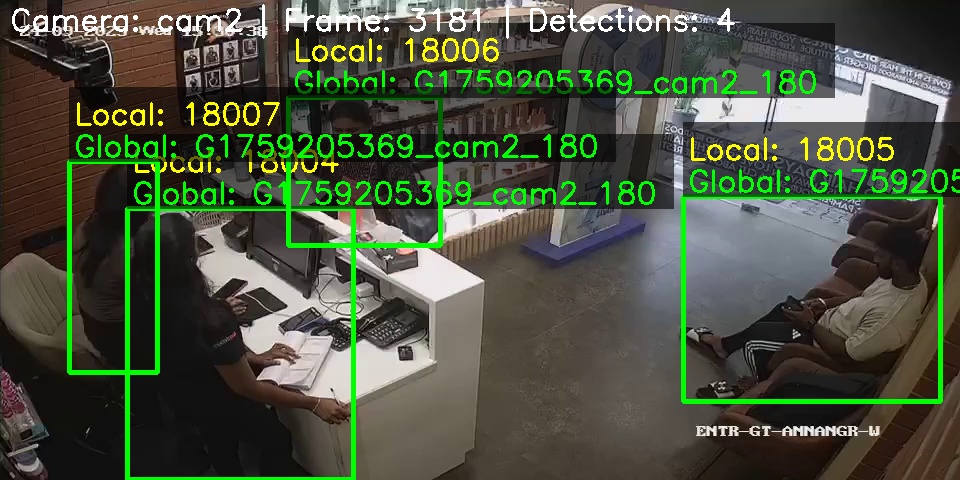 Camera: cam2 | Frame: 3181 | Detections: 4
Local: 18006
Global: G1759205369_cam2_180
Local: 18007
Global: G1759205369_cam2_180
Local: 18004
Global: G1759205369_cam2_180
Local: 18005
Global: G1759205
ENTR-GT-ANNANGR-W